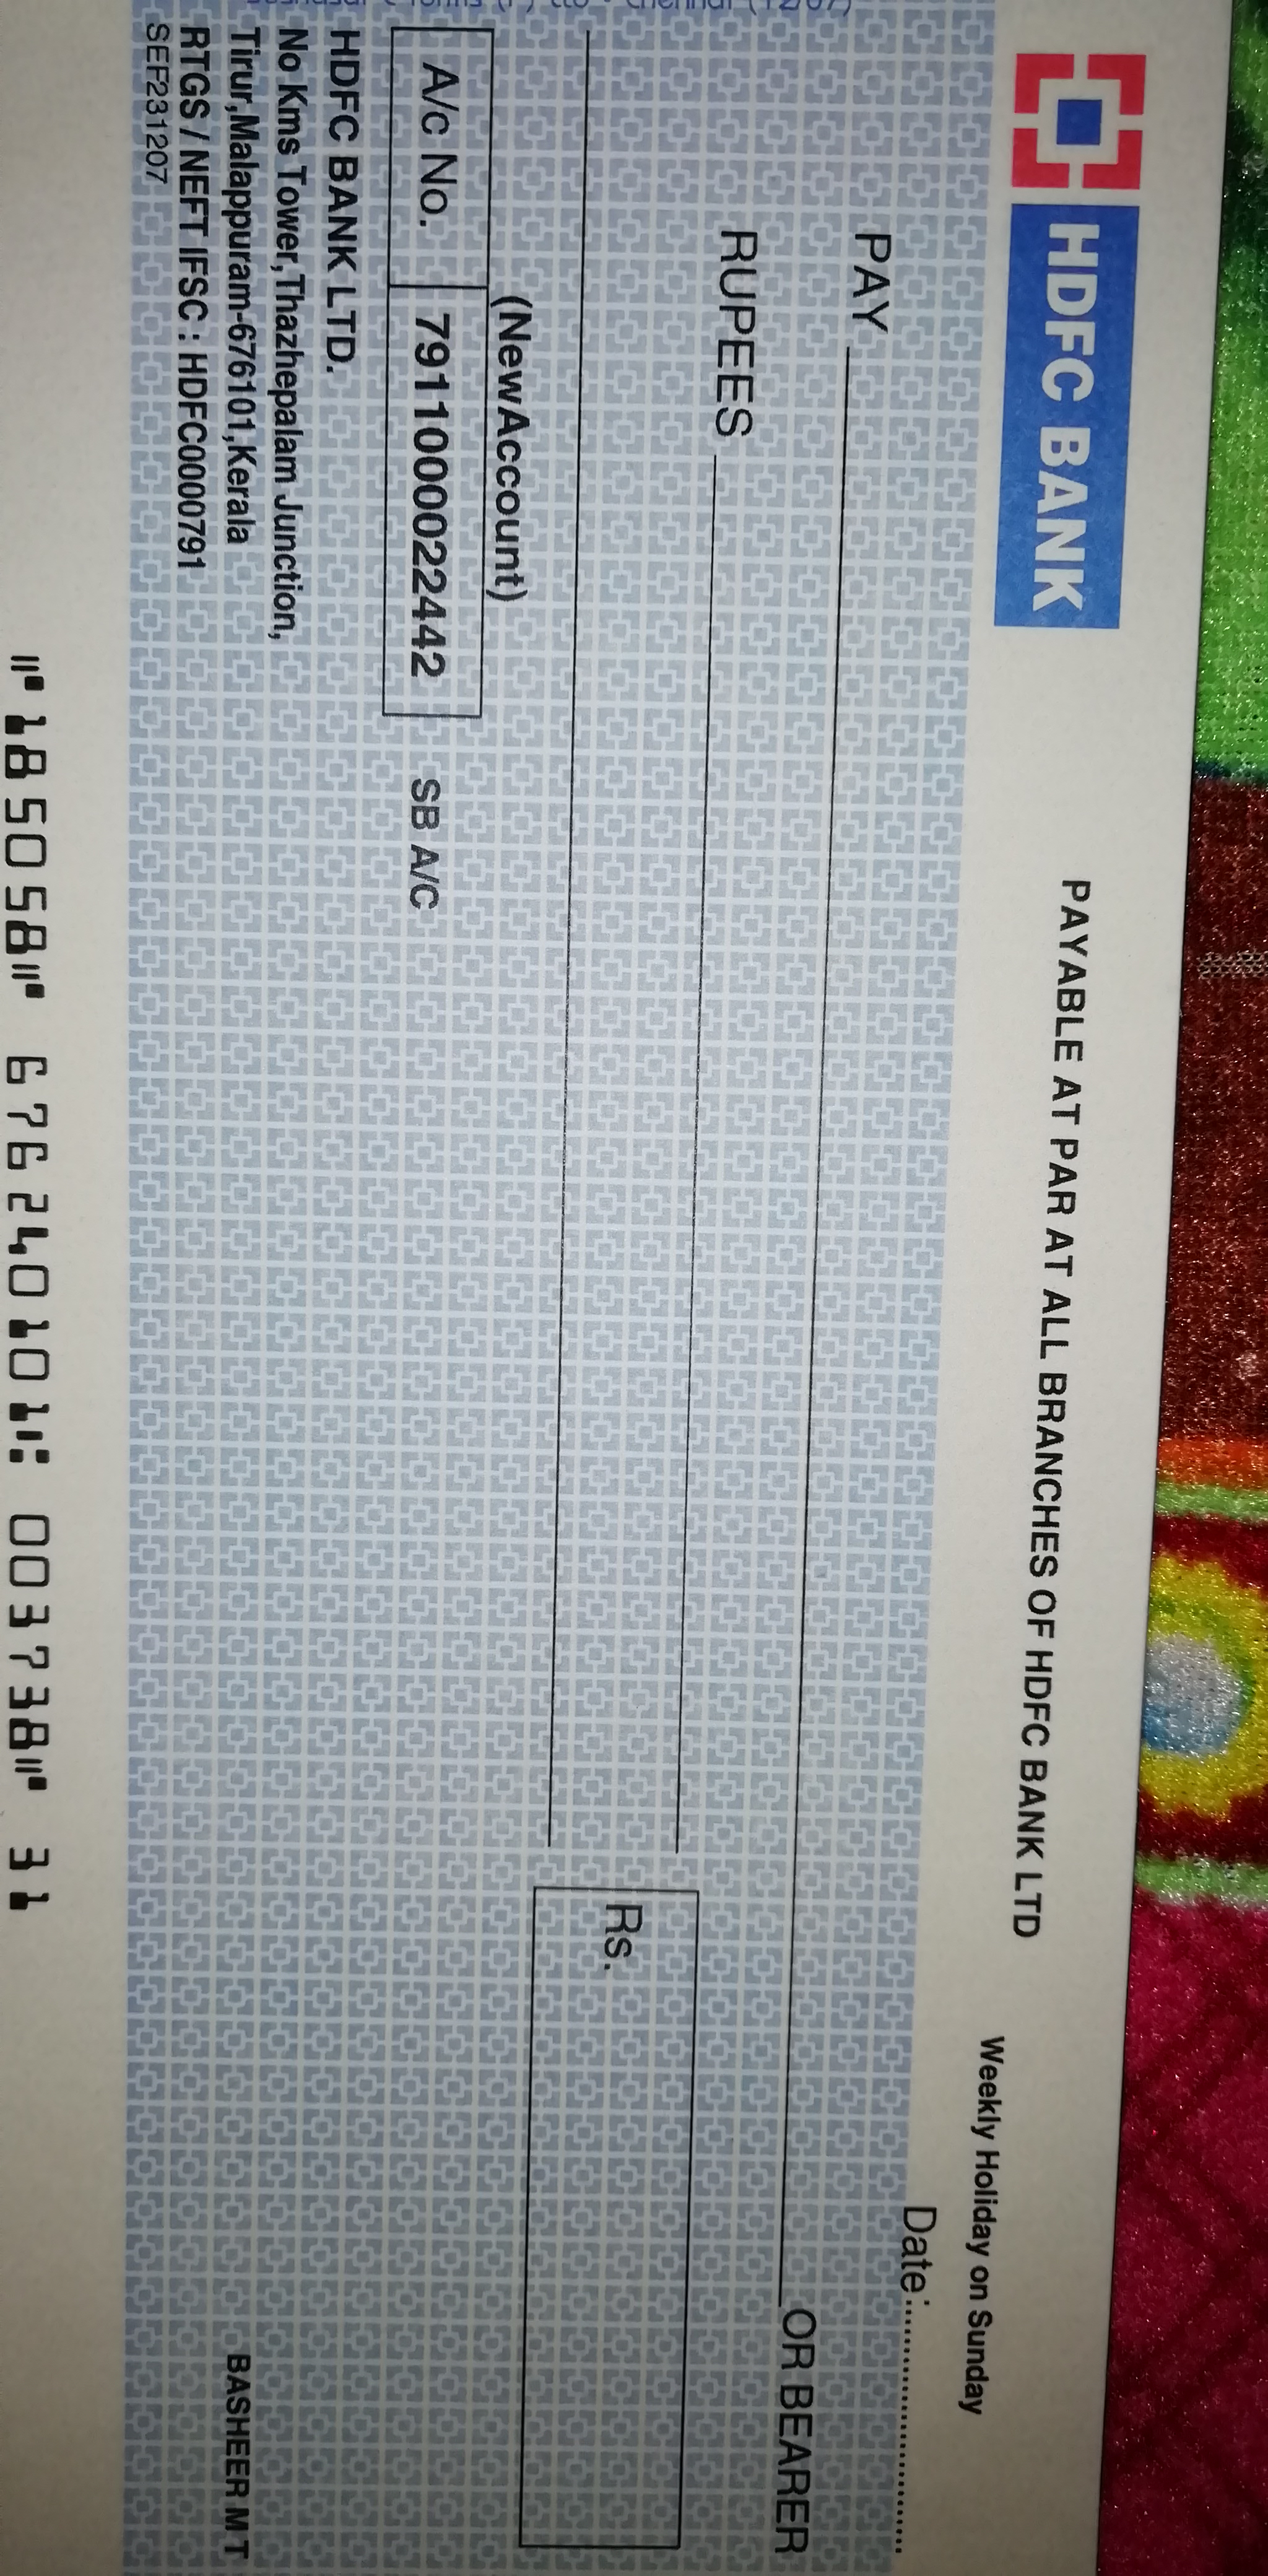 HDFC BANK
PAYABLE AT PAR AT ALL BRANCHES OF HDFC BANK LTD
Weekly Holiday on Sunday
Date:................................
PAY
OR BEARER
RUPEES
Rs.
(NewAccount)
A/c No. 7911000022442 SB A/C
HDFC BANK LTD.
No Kms Tower,Thazhepalam Junction,
Tirur,Malappuram-676101,Kerala
BASHEER M T
RTGS / NEFT IFSC : HDFC0000791
SEF231207
⑈185058⑈ 676240101⑆ 003738⑈ 31